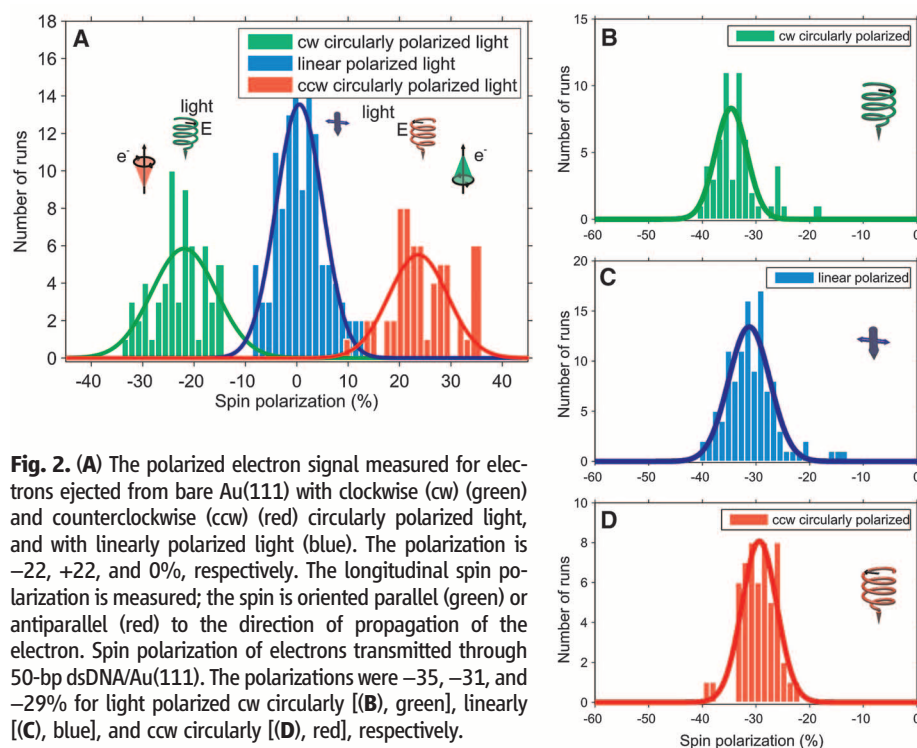 A
cw circularly polarized light
linear polarized light
ccw circularly polarized light
light
E
e-
light
E
e-
Number of runs
18
16
14
12
10
8
6
4
2
0
-40 -30 -20 -10 0 10 20 30 40
Spin polarization (%)
B
cw circularly polarized
Number of runs
15
10
5
0
-60 -50 -40 -30 -20 -10 0
C
linear polarized
Number of runs
20
15
10
5
0
-60 -50 -40 -30 -20 -10 0
D
ccw circularly polarized
Number of runs
8
6
4
2
0
-60 -50 -40 -30 -20 -10 0
Spin polarization (%)
Fig. 2. (A) The polarized electron signal measured for elec-
trons ejected from bare Au(111) with clockwise (cw) (green)
and counterclockwise (ccw) (red) circularly polarized light,
and with linearly polarized light (blue). The polarization is
−22, +22, and 0%, respectively. The longitudinal spin po-
larization is measured; the spin is oriented parallel (green) or
antiparallel (red) to the direction of propagation of the
electron. Spin polarization of electrons transmitted through
50-bp dsDNA/Au(111). The polarizations were −35, −31, and
−29% for light polarized cw circularly [(B), green], linearly
[(C), blue], and ccw circularly [(D), red], respectively.